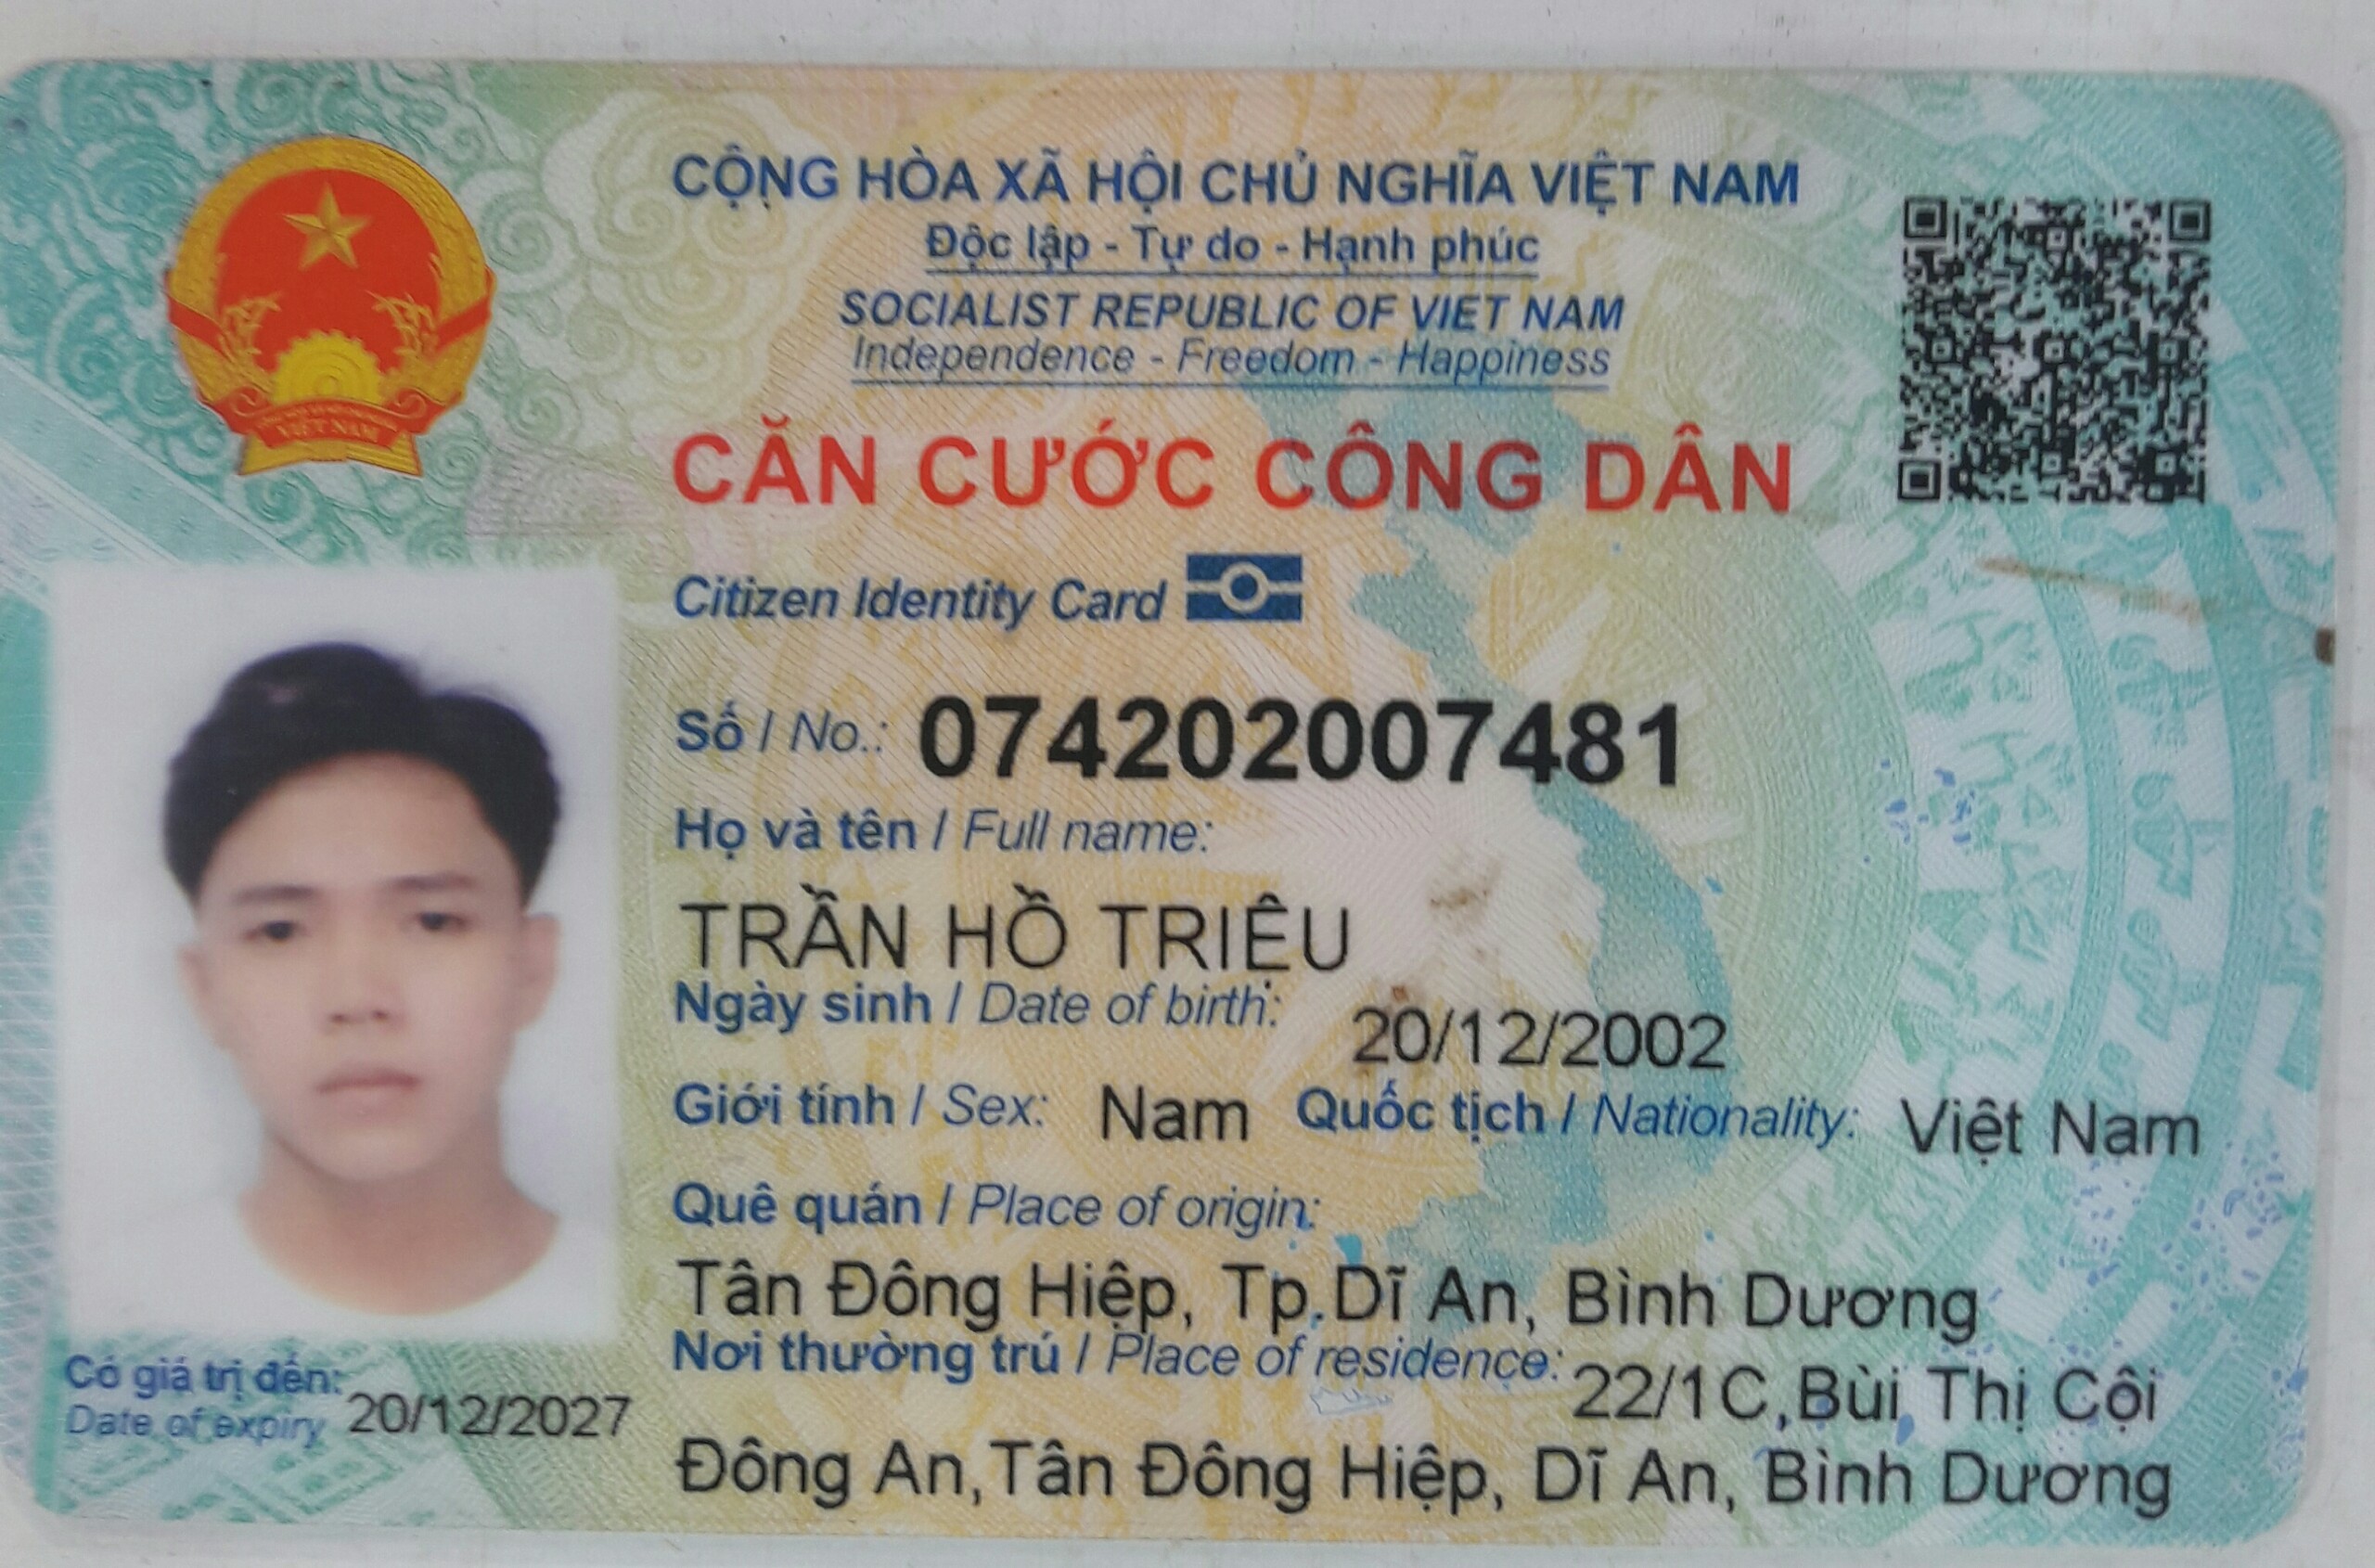 CỘNG HÒA XÃ HỘI CHỦ NGHĨA VIỆT NAM
Độc lập - Tự do - Hạnh phúc
SOCIALIST REPUBLIC OF VIET NAM
Independence - Freedom - Happiness
CĂN CƯỚC CÔNG DÂN
Citizen Identity Card
VIỆT NAM
Số / No.: 074202007481
Họ và tên / Full name:
TRẦN HỒ TRIỆU
Ngày sinh / Date of birth: 20/12/2002
Giới tính / Sex: Nam Quốc tịch / Nationality: Việt Nam
Quê quán / Place of origin:
Tân Đông Hiệp, Tp.Dĩ An, Bình Dương
Nơi thường trú / Place of residence: 22/1C,Bùi Thị Cội
Đông An,Tân Đông Hiệp, Dĩ An, Bình Dương
Có giá trị đến: 20/12/2027
Date of expiry